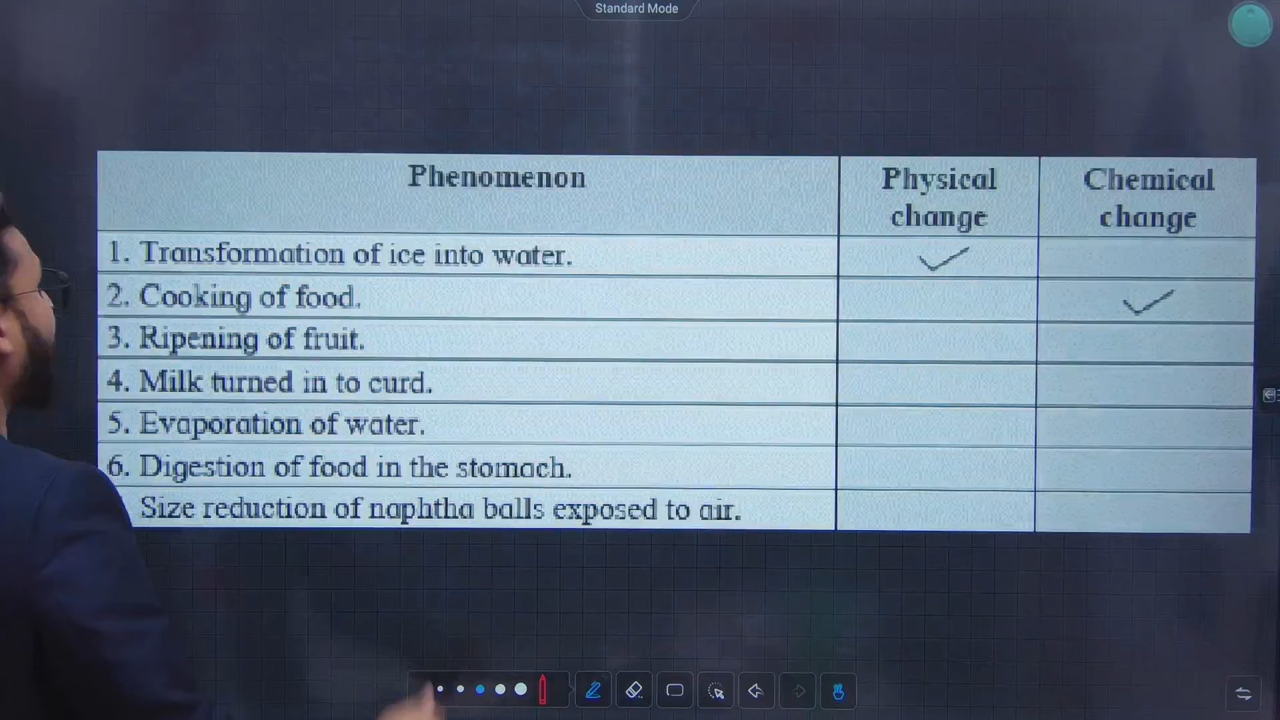 Standard Mode
Phenomenon
Physical change
Chemical change
1. Transformation of ice into water.
2. Cooking of food.
3. Ripening of fruit.
4. Milk turned in to curd.
5. Evaporation of water.
6. Digestion of food in the stomach.
Size reduction of naphtha balls exposed to air.